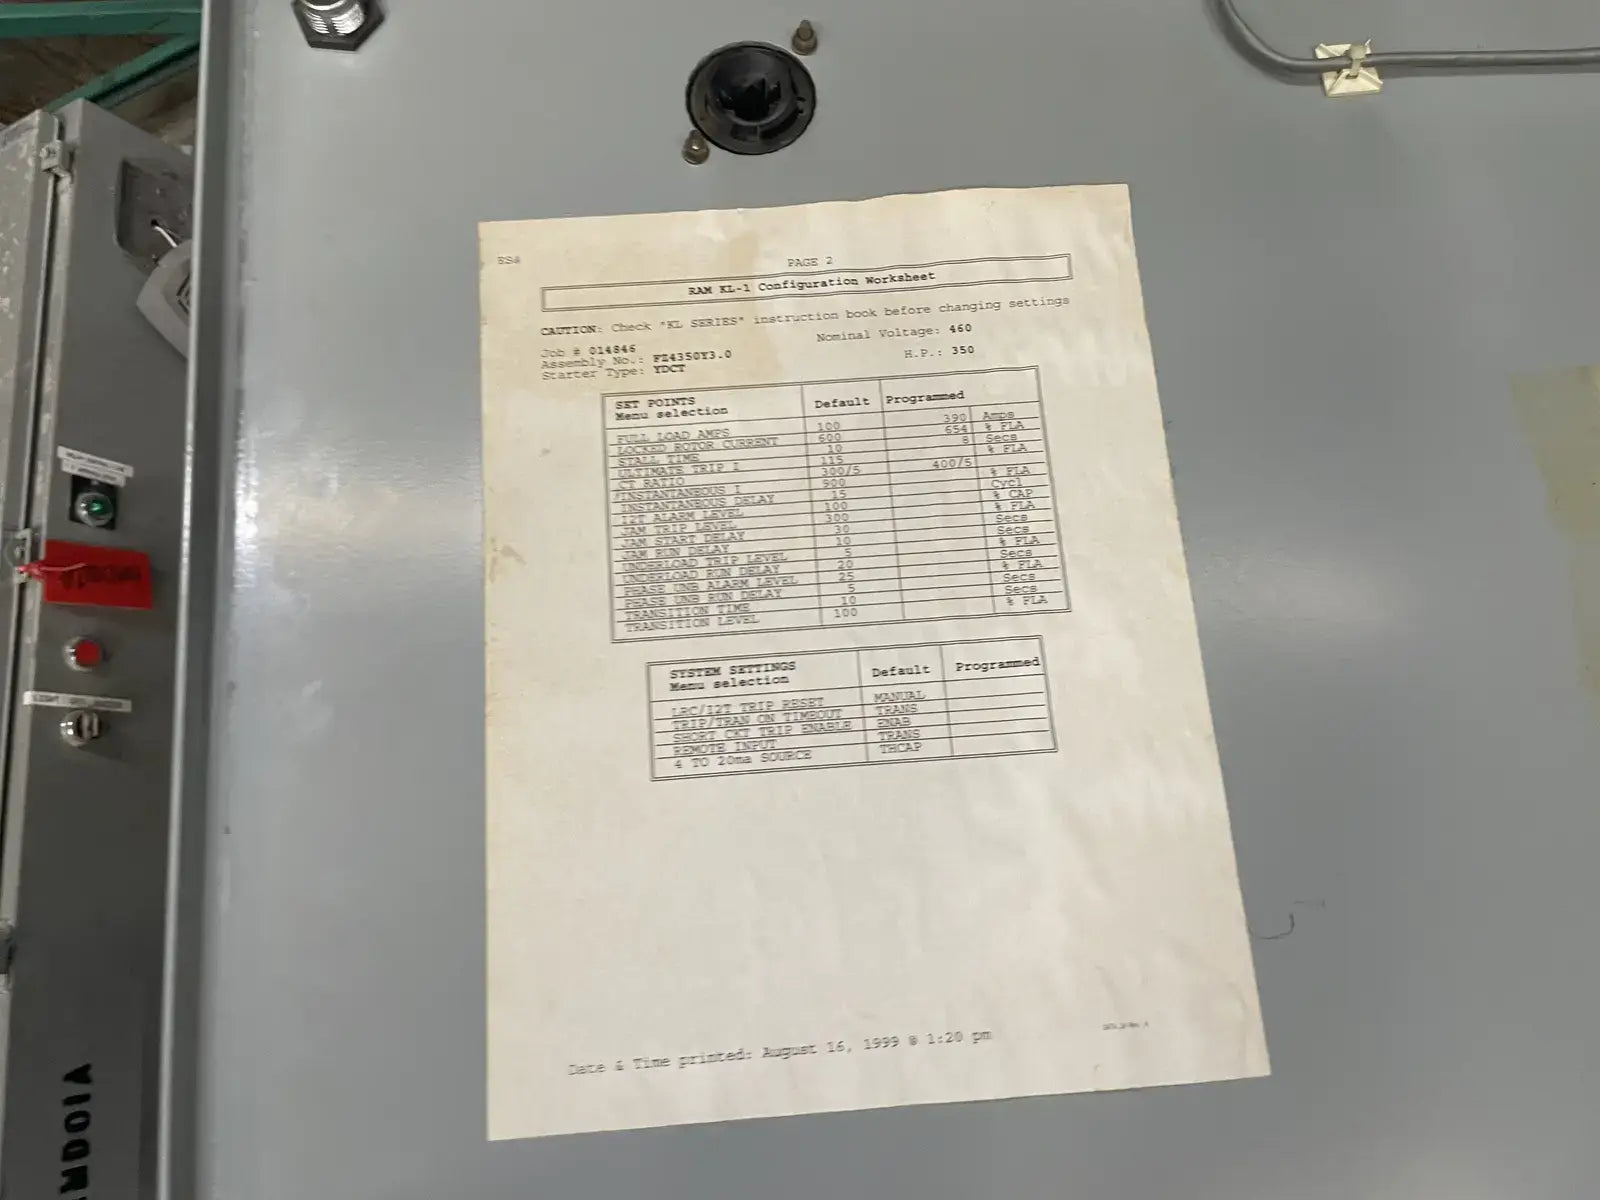 PAGE 2
RAM KL-1 Configuration Worksheet
CAUTION: Check "KL SERIES" instruction book before changing settings
Job # 014846 Nominal Voltage: 460
Assembly No.: FZ4350Y3.0 H.P.: 350
Starter Type: YDCT
SET POINTS Default Programmed
Menu selection
FULL LOAD AMPS 100 390 Amps
LOCKED ROTOR CURRENT 600 654 % FLA
STALL TIME 10 8 Secs
ULTIMATE TRIP I 115 % FLA
CT RATIO 300/5 400/5
INSTANTANEOUS I 900 % FLA
INSTANTANEOUS DELAY 15 Cycl
I2T ALARM LEVEL 100 % CAP
JAM TRIP LEVEL 300 % FLA
JAM START DELAY 30 Secs
JAM RUN DELAY 10 Secs
UNDERLOAD TRIP LEVEL 5 % FLA
UNDERLOAD RUN DELAY 20 Secs
PHASE UNB ALARM LEVEL 25 % FLA
PHASE UNB RUN DELAY 5 Secs
TRANSITION TIME 10 Secs
TRANSITION LEVEL 100 % FLA
SYSTEM SETTINGS Default Programmed
Menu selection
LRC/I2T TRIP RESET MANUAL
TRIP/TRAN ON TIMEOUT TRANS
SHORT CKT TRIP ENABLE ENAB
REMOTE INPUT TRANS
4 TO 20ma SOURCE THCAP
Date & Time printed: August 16, 1999 @ 1:20 pm